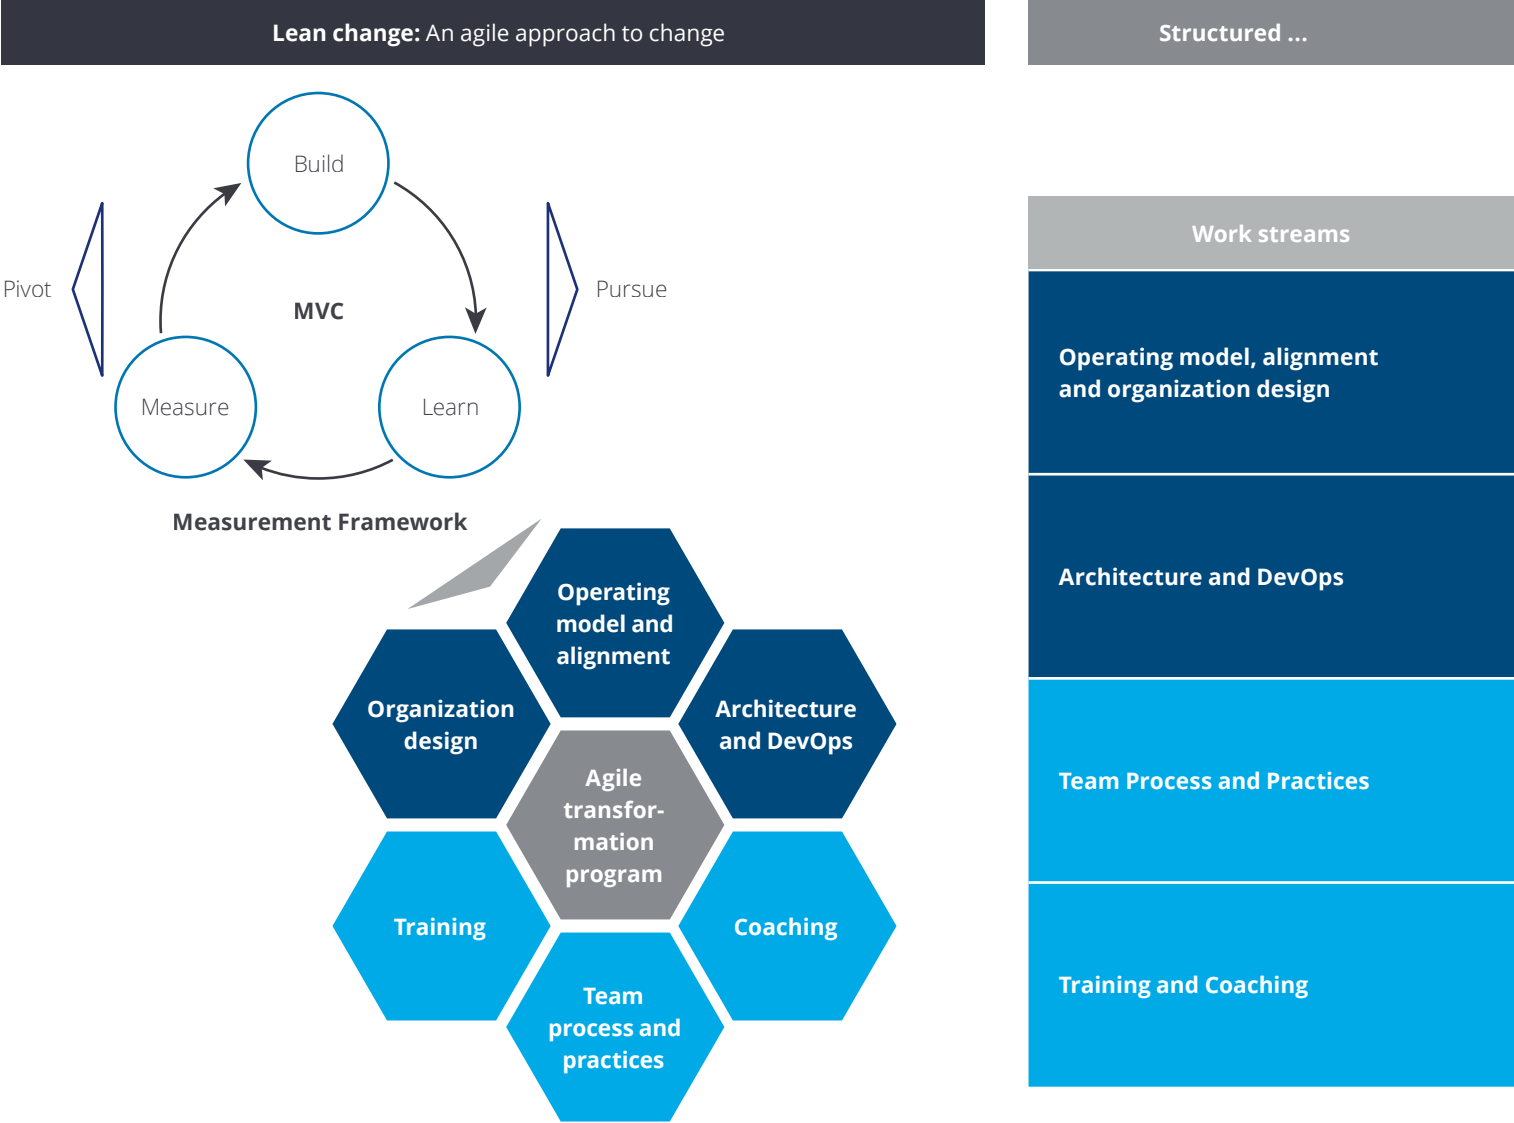 Lean change: An agile approach to change
Structured ...
Build
Pivot
MVC
Pursue
Measure
Learn
Measurement Framework
Operating
model and
alignment
Organization
design
Architecture
and DevOps
Agile
transfor-
mation
program
Training
Coaching
Team
process and
practices
Work streams
Operating model, alignment
and organization design
Architecture and DevOps
Team Process and Practices
Training and Coaching